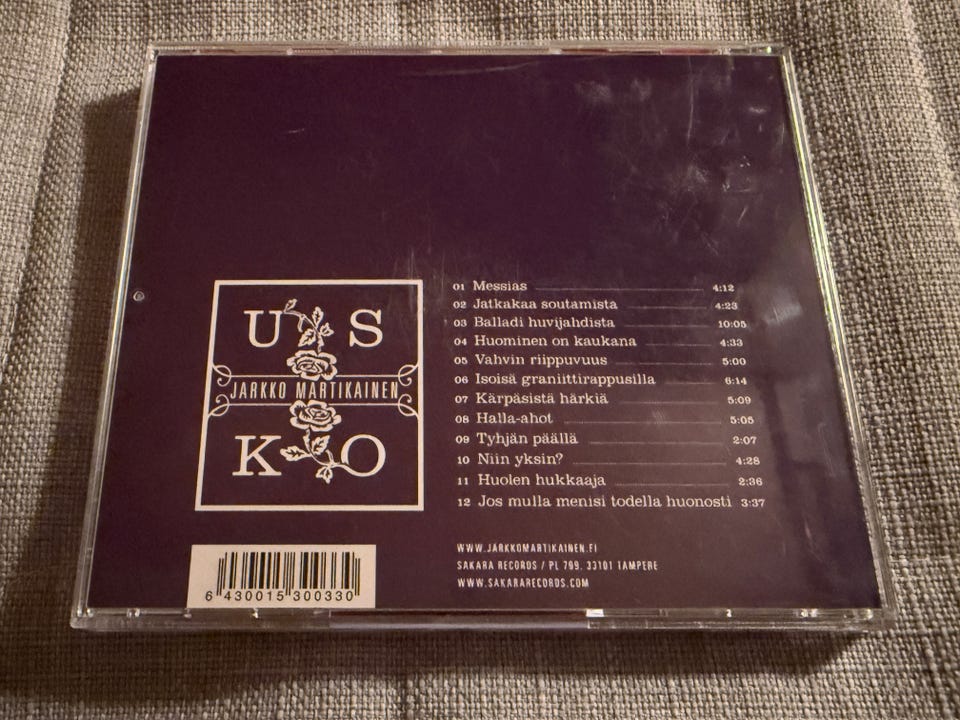 U S
JARKKO MARTIKAINEN
K O
01 Messias 4:12
02 Jatkakaa soutamista 4:23
03 Balladi huvijahdista 10:05
04 Huominen on kaukana 4:33
05 Vahvin riippuvuus 5:00
06 Isoisä graniittirappusilla 6:14
07 Kärpäsistä härkiä 5:09
08 Halla-ahot 5:05
09 Tyhjän päällä 2:07
10 Niin yksin? 4:28
11 Huolen hukkaaja 2:36
12 Jos mulla menisi todella huonosti 3:37
WWW.JARKKOMARTIKAINEN.FI
SAKARA RECORDS / PL 799, 33101 TAMPERE
WWW.SAKARARECORDS.COM
6 430015 300330